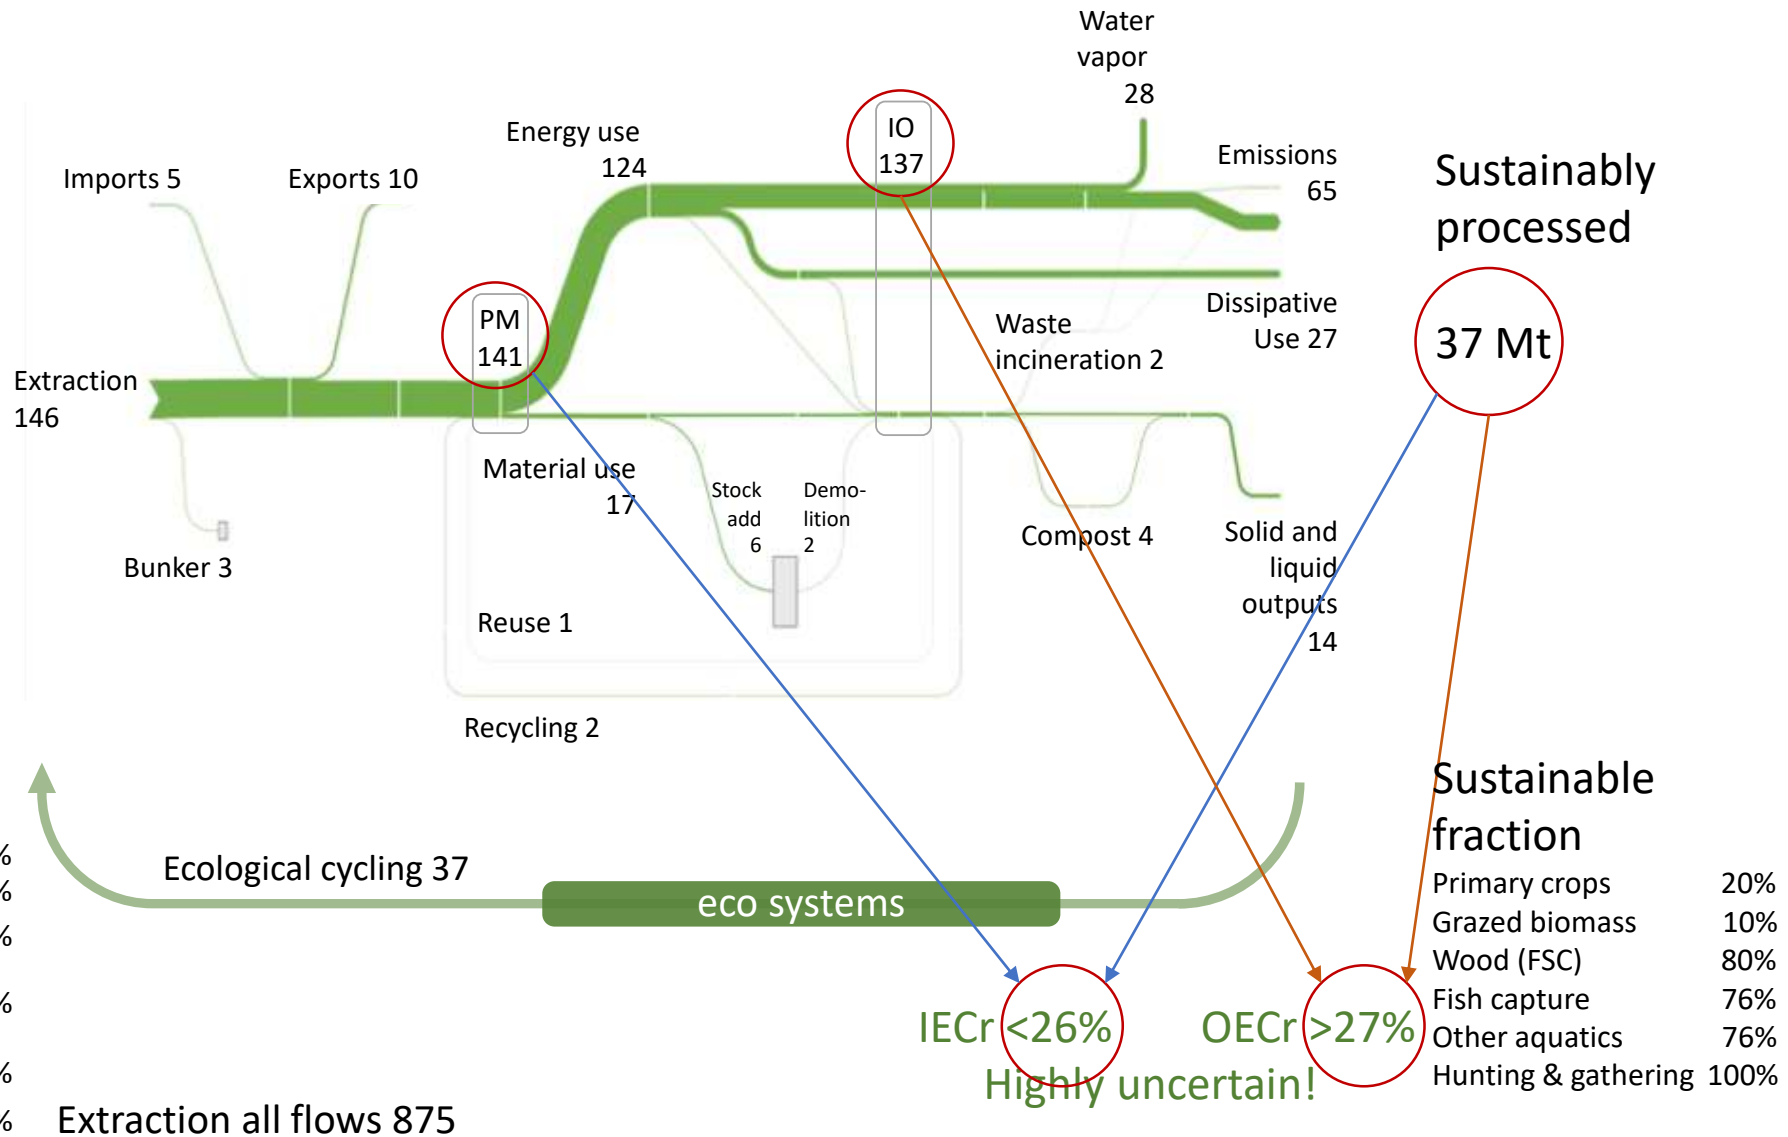 Water
vapor
28
IO
137
Energy use
124
Emissions
65
Sustainably
processed
Imports 5
Exports 10
PM
141
Dissipative
Use 27
Waste
incineration 2
37 Mt
Extraction
146
Material use
17
Stock
add
6
Demo-
lition
2
Compost 4
Solid and
liquid
outputs
14
Bunker 3
Reuse 1
Recycling 2
Sustainable
fraction
Ecological cycling 37
eco systems
Primary crops 20%
Grazed biomass 10%
Wood (FSC) 80%
Fish capture 76%
Other aquatics 76%
Hunting & gathering 100%
IECr <26%
OECr >27%
Highly uncertain!
%
%
%
%
%
%
Extraction all flows 875